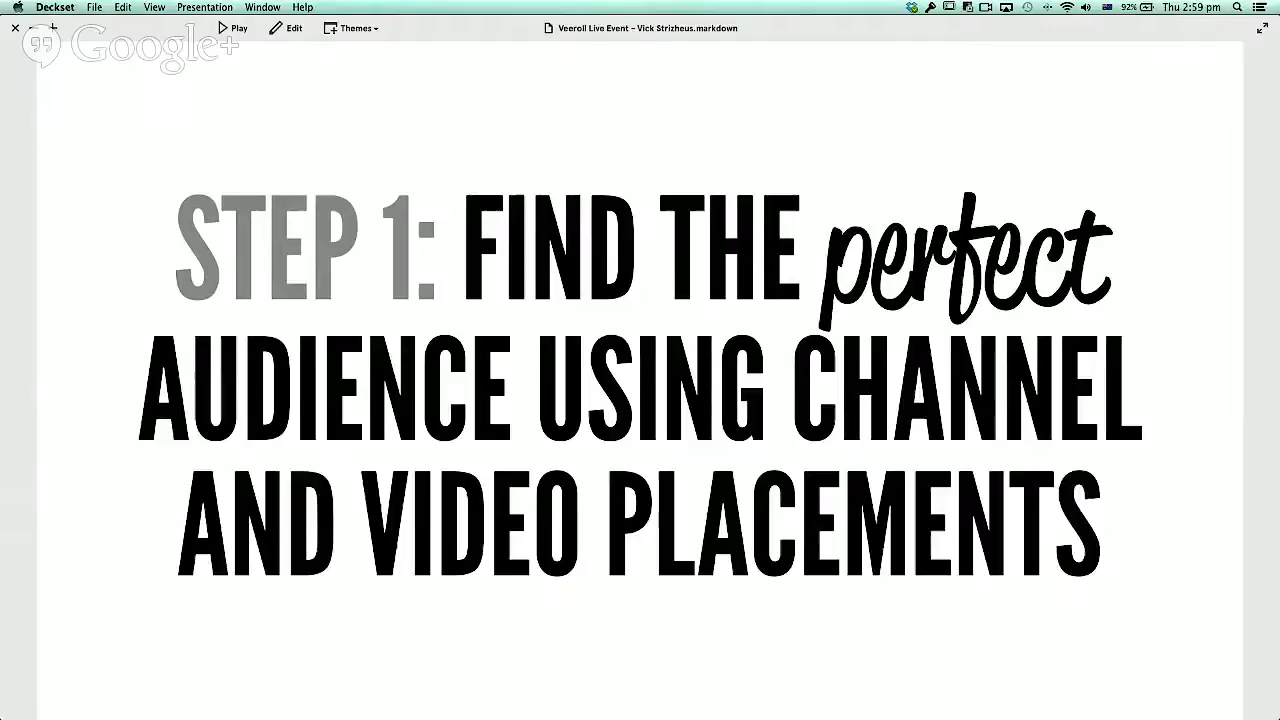 Deckset File Edit View Presentation Window Help 92% Thu 2:59 pm
Play Edit Themes Veeroll Live Event – Vick Strizheus.markdown
Google+
STEP 1: FIND THE perfect
AUDIENCE USING CHANNEL
AND VIDEO PLACEMENTS